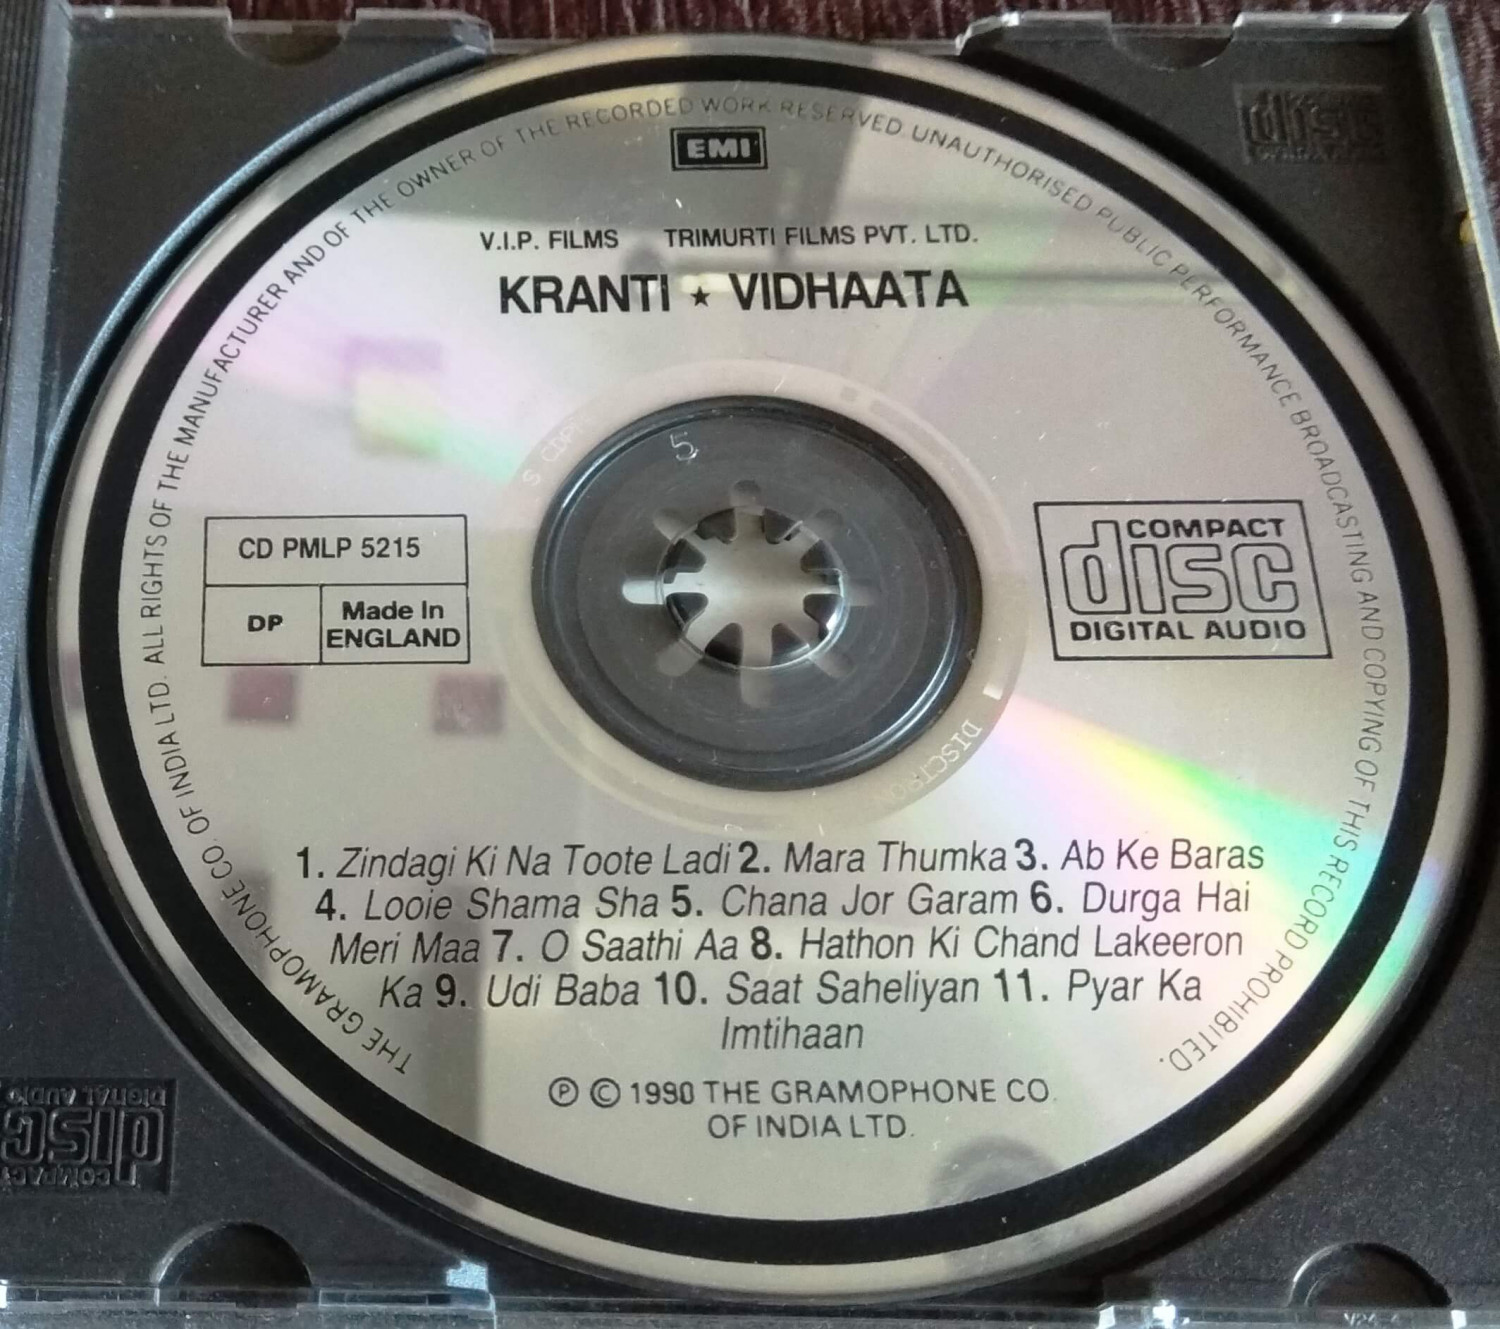 THE GRAMOPHONE CO. OF INDIA LTD. ALL RIGHTS OF THE MANUFACTURER AND OF THE OWNER OF THE RECORDED WORK RESERVED. UNAUTHORISED PUBLIC PERFORMANCE BROADCASTING AND COPYING OF THIS RECORD PROHIBITED.
EMI
V.I.P. FILMS TRIMURTI FILMS PVT. LTD.
KRANTI ★ VIDHAATA
5
CD PMLP 5215
DP
Made In
ENGLAND
COMPACT
disc
DIGITAL AUDIO
DISCTRON
1. Zindagi Ki Na Toote Ladi 2. Mara Thumka 3. Ab Ke Baras
4. Looie Shama Sha 5. Chana Jor Garam 6. Durga Hai
Meri Maa 7. O Saathi Aa 8. Hathon Ki Chand Lakeeron
Ka 9. Udi Baba 10. Saat Saheliyan 11. Pyar Ka
Imtihaan
℗ © 1990 THE GRAMOPHONE CO.
OF INDIA LTD.
disc
COMPACT
disc
DIGITAL AUDIO